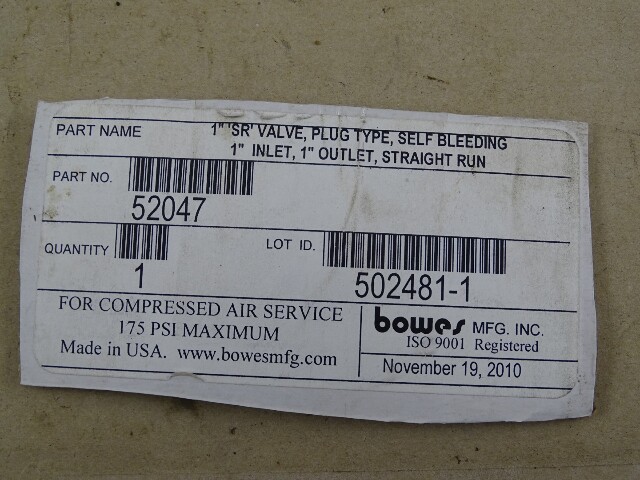 PART NAME 1" 'SR' VALVE, PLUG TYPE, SELF BLEEDING
1" INLET, 1" OUTLET, STRAIGHT RUN
PART NO.
52047
QUANTITY LOT ID.
1 502481-1
FOR COMPRESSED AIR SERVICE
175 PSI MAXIMUM
Made in USA. www.bowesmfg.com
bowes MFG. INC.
ISO 9001 Registered
November 19, 2010